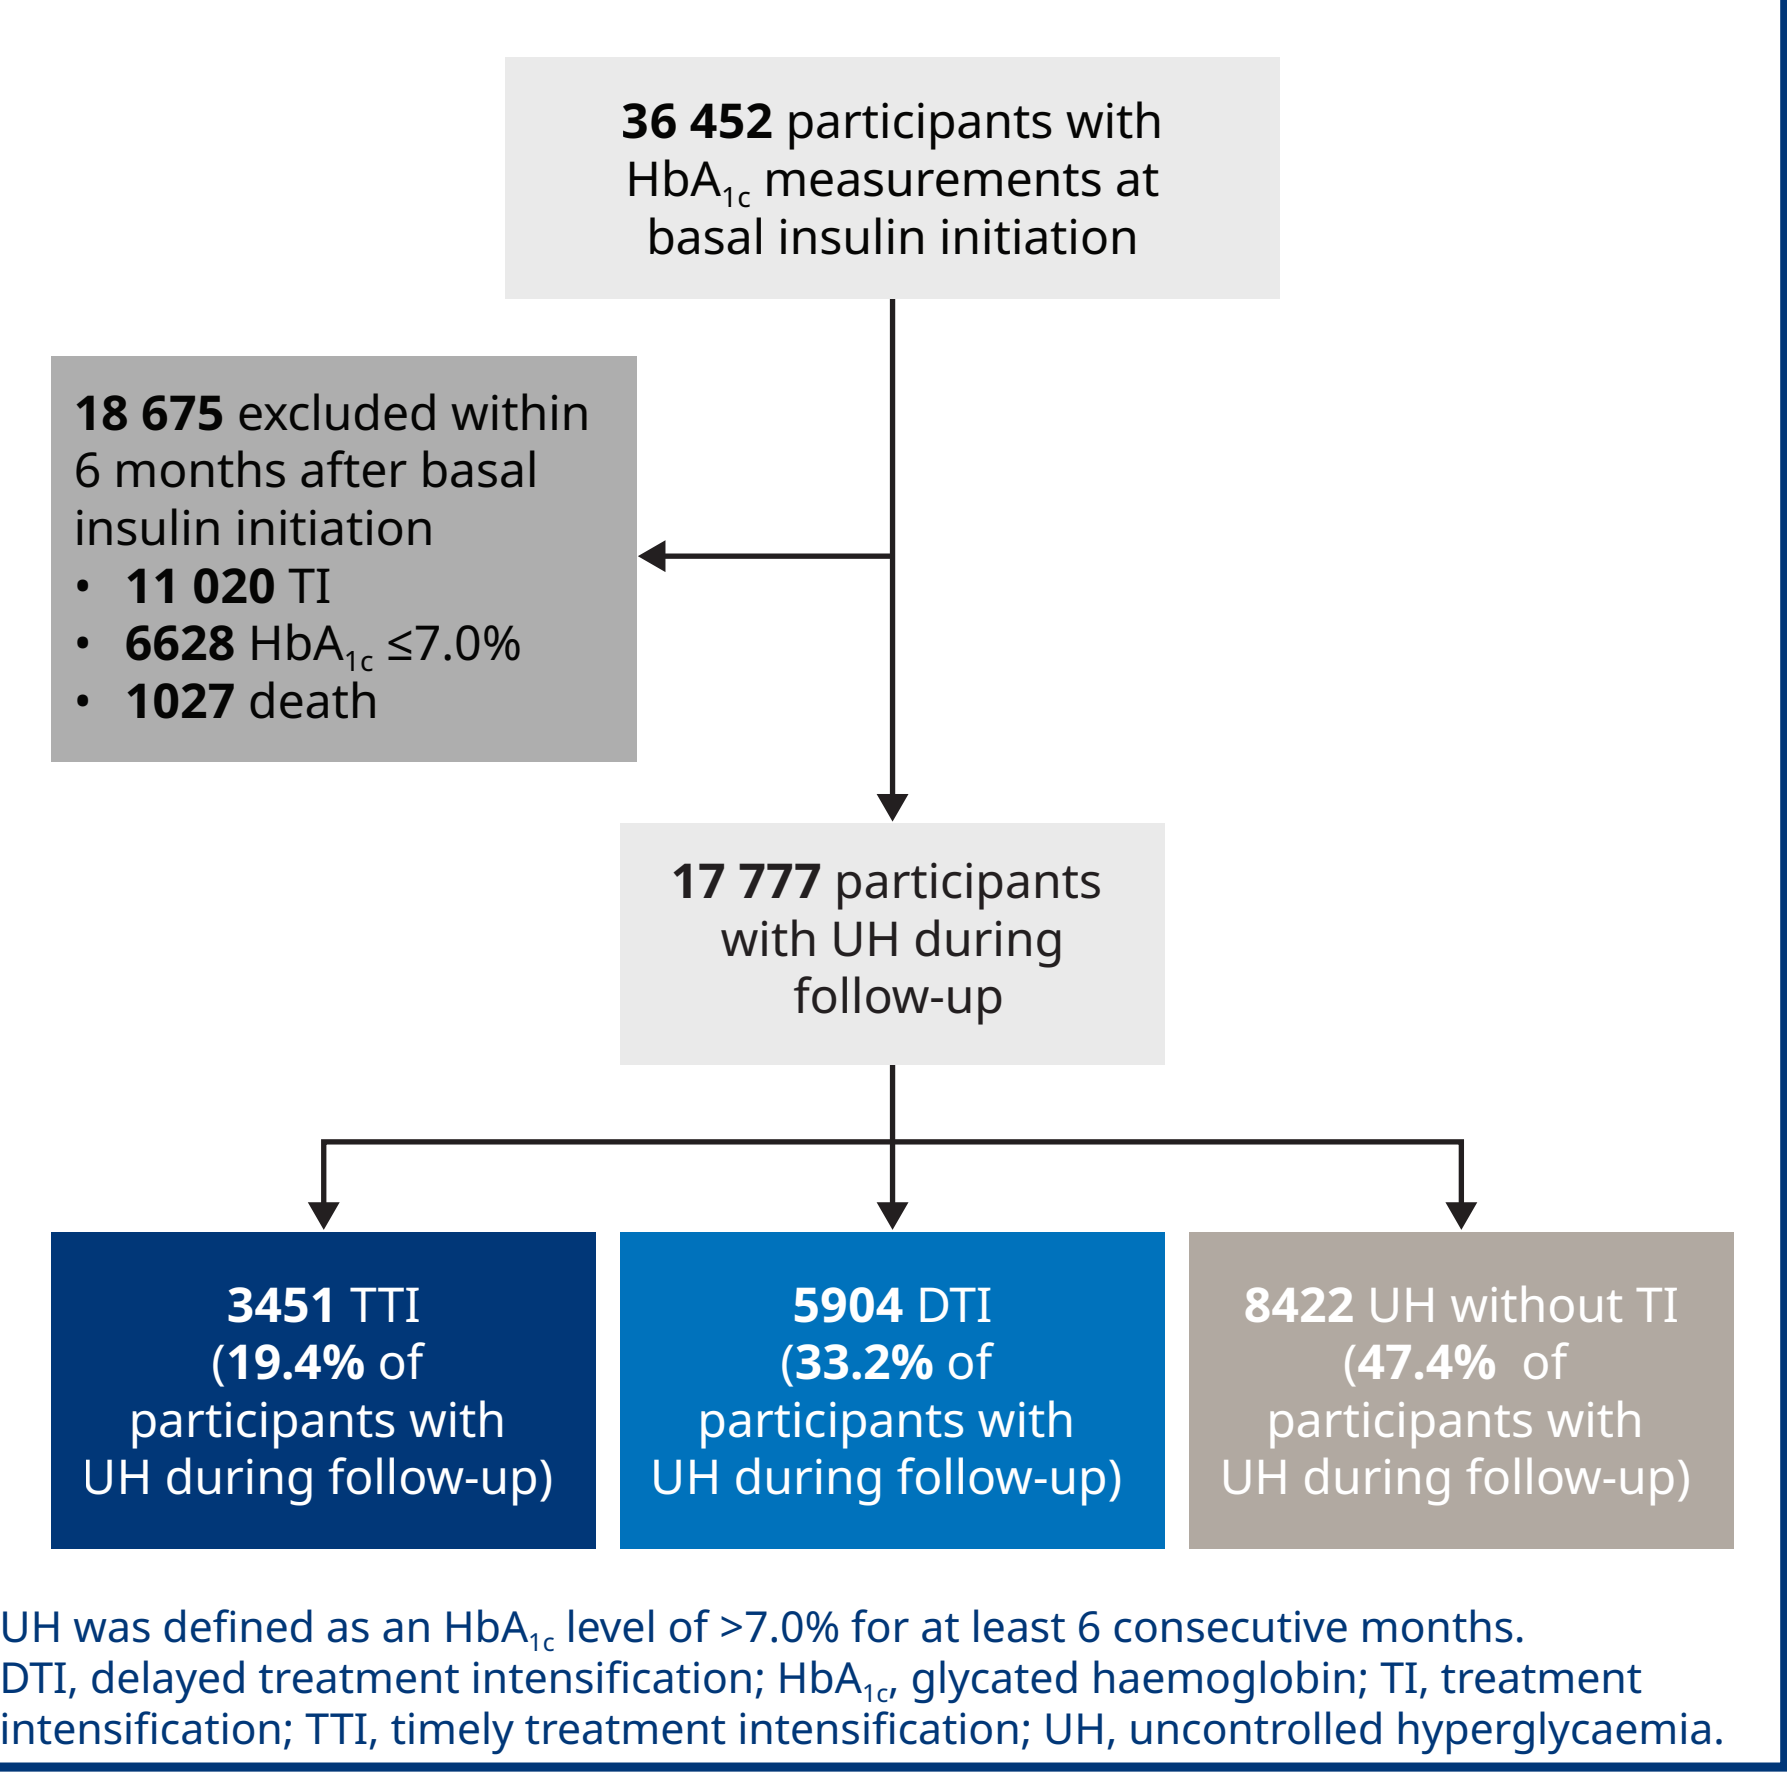 36 452 participants with
HbA1c measurements at
basal insulin initiation
18 675 excluded within
6 months after basal
insulin initiation
• 11 020 TI
• 6628 HbA1c ≤7.0%
• 1027 death
17 777 participants
with UH during
follow-up
3451 TTI
(19.4% of
participants with
UH during follow-up)
5904 DTI
(33.2% of
participants with
UH during follow-up)
8422 UH without TI
(47.4% of
participants with
UH during follow-up)
UH was defined as an HbA1c level of >7.0% for at least 6 consecutive months.
DTI, delayed treatment intensification; HbA1c, glycated haemoglobin; TI, treatment
intensification; TTI, timely treatment intensification; UH, uncontrolled hyperglycaemia.